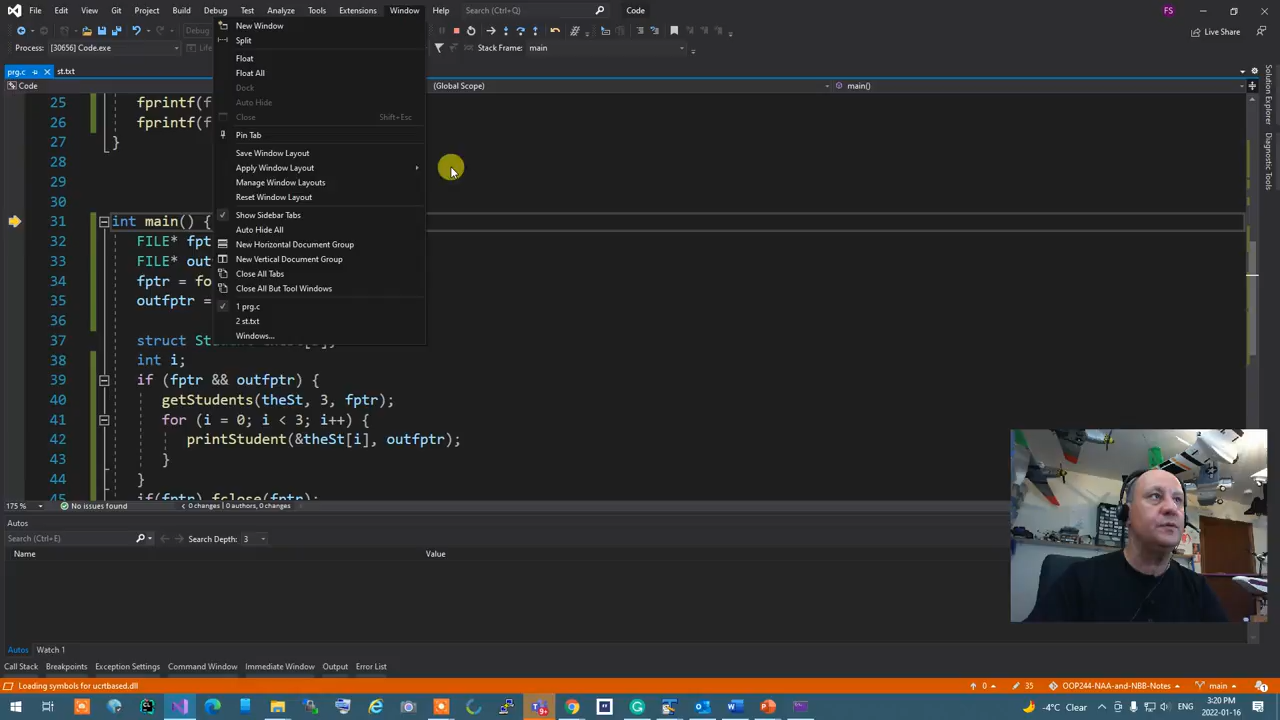 File Edit View Git Project Build Debug Test Analyze Tools Extensions Window Help Search (Ctrl+Q) Code FS
Debug Live Share
Process: [30656] Code.exe Life Stack Frame: main
prg.c st.txt
Code (Global Scope) main()
New Window
Split
Float
Float All
Dock
Auto Hide
Close Shift+Esc
Pin Tab
Save Window Layout
Apply Window Layout
Manage Window Layouts
Reset Window Layout
Show Sidebar Tabs
Auto Hide All
New Horizontal Document Group
New Vertical Document Group
Close All Tabs
Close All But Tool Windows
1 prg.c
2 st.txt
Windows...
25 fprintf(f
26 fprintf(f
27 }
28
29
30
31 int main() {
32 FILE* fpt
33 FILE* out
34 fptr = fo
35 outfptr =
36
37 struct St
38 int i;
39 if (fptr && outfptr) {
40 getStudents(theSt, 3, fptr);
41 for (i = 0; i < 3; i++) {
42 printStudent(&theSt[i], outfptr);
43 }
44 }
45 if(fptr) fclose(fptr);
Solution Explorer
Diagnostic Tools
175 % No issues found 0 changes | 0 authors, 0 changes
Autos
Search (Ctrl+E) Search Depth: 3
Name Value
Autos Watch 1
Call Stack Breakpoints Exception Settings Command Window Immediate Window Output Error List
Loading symbols for ucrtbased.dll 0 35 OOP244-NAA-and-NBB-Notes main 1
-4°C Clear 3:20 PM
2022-01-16